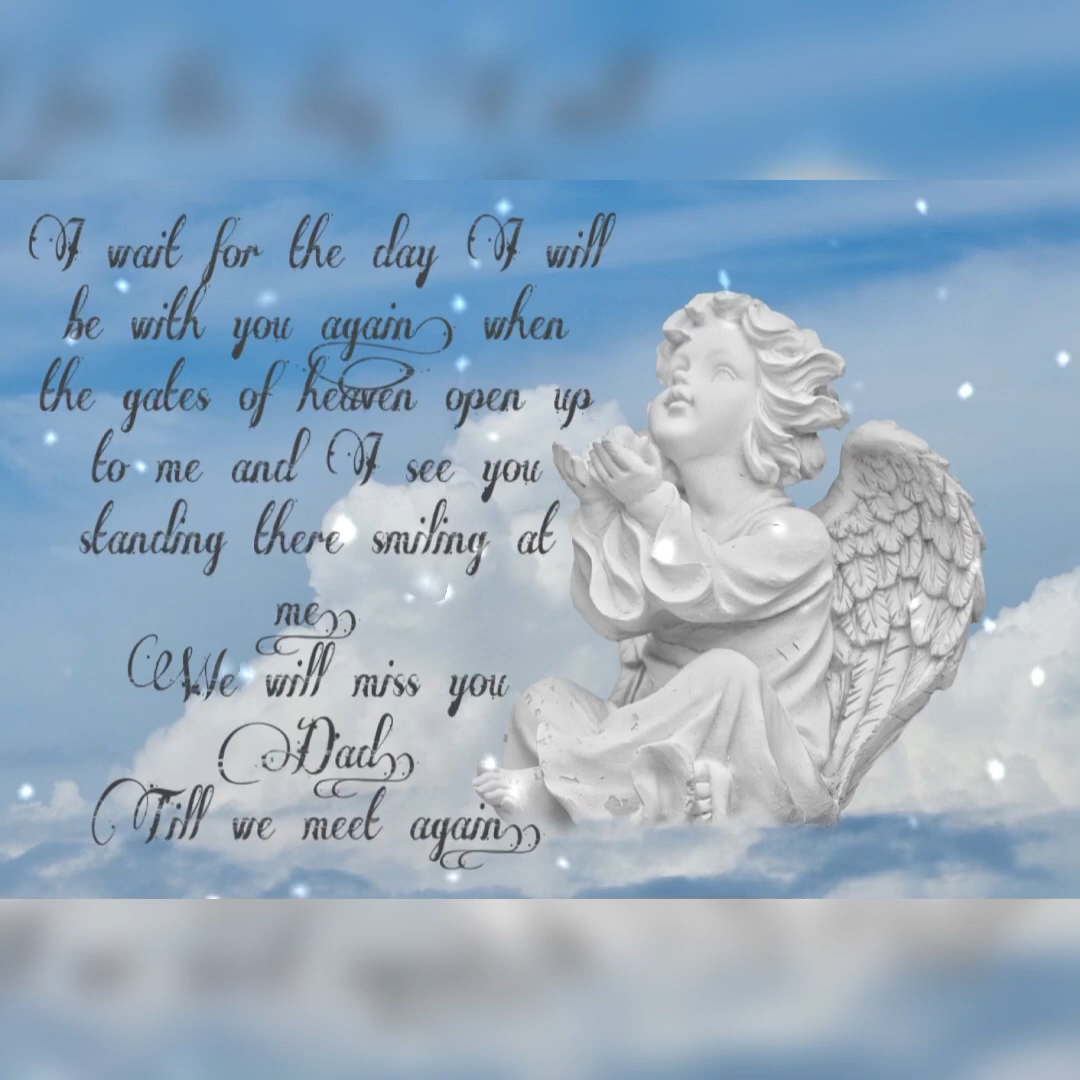 I wait for the day I will
be with you again when
the gates of heaven open up
to me and I see you
standing there smiling at
me
We will miss you
Dad
Till we meet again